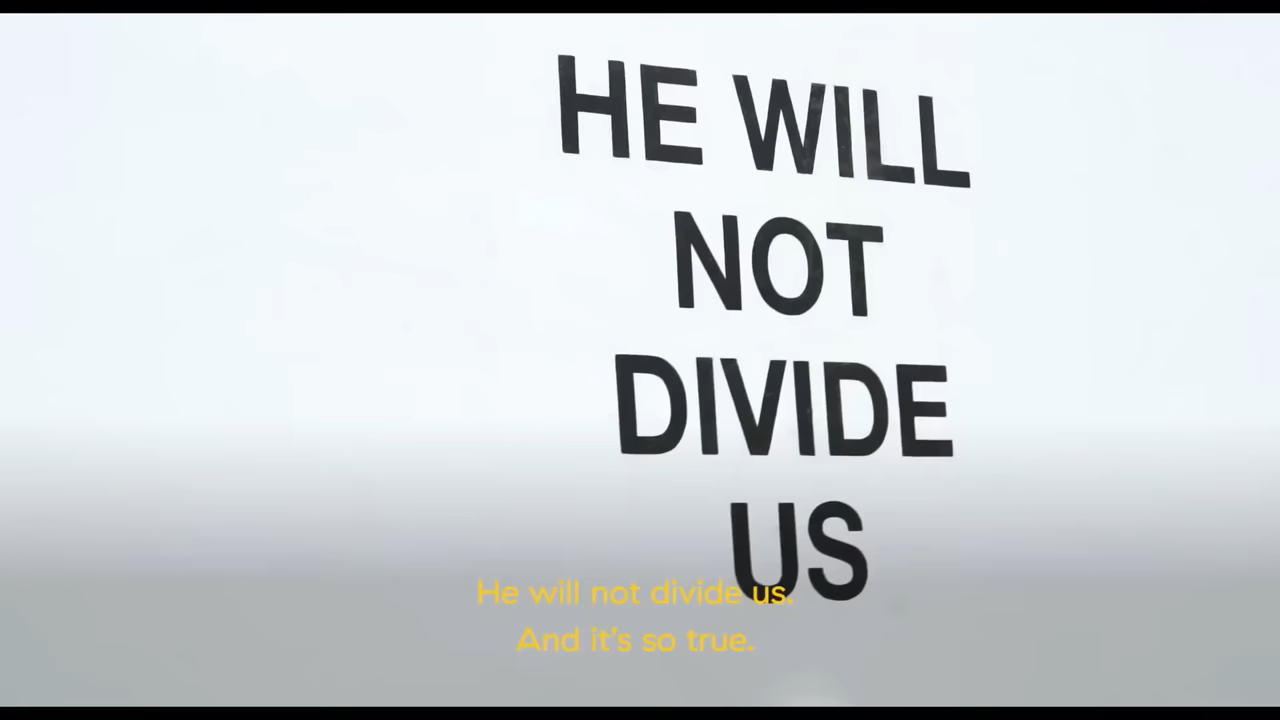 HE WILL
NOT
DIVIDE
US
He will not divide us.
And it's so true.